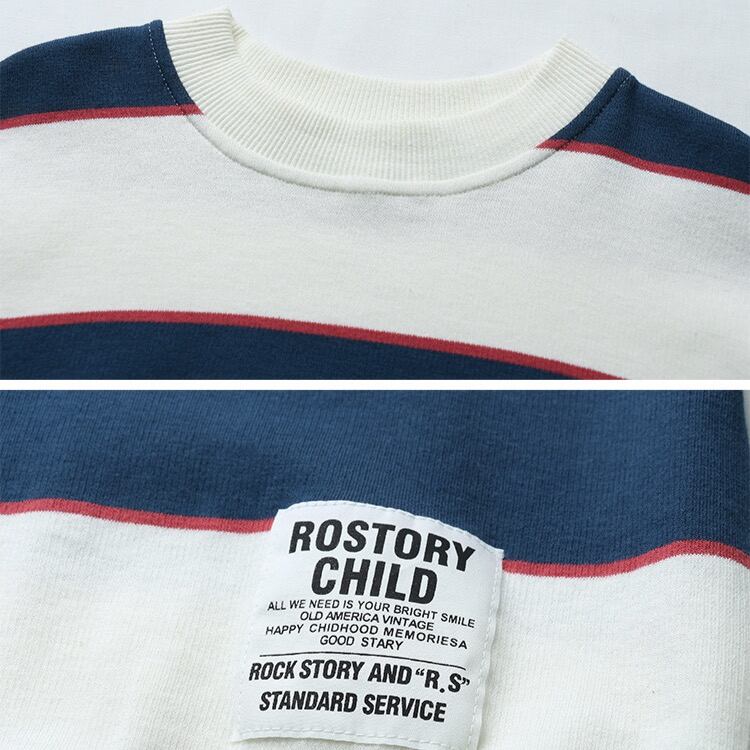 ROSTORY
CHILD
ALL WE NEED IS YOUR BRIGHT SMILE
OLD AMERICA VINTAGE
HAPPY CHIDHOOD MEMORIESA
GOOD STARY
ROCK STORY AND "R.S"
STANDARD SERVICE